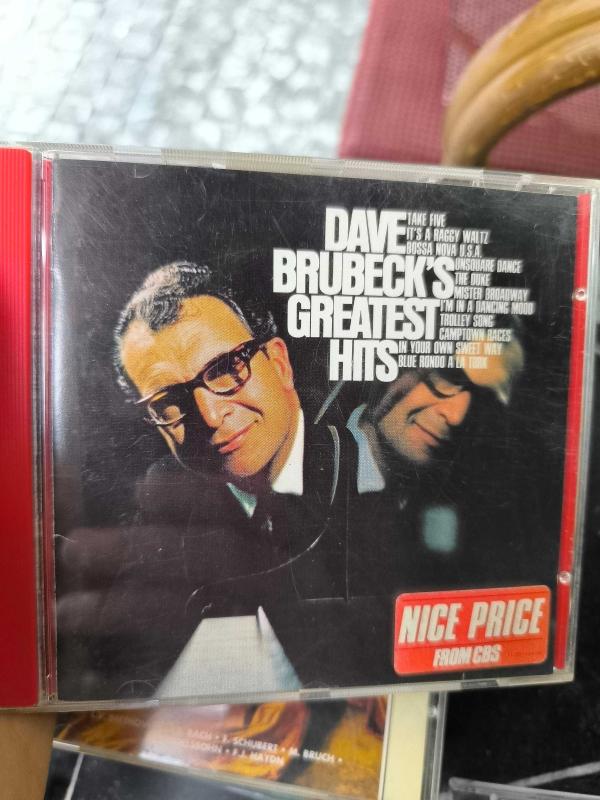 DAVE
BRUBECK'S
GREATEST
HITS
TAKE FIVE
IT'S A RAGGY WALTZ
BOSSA NOVA U.S.A.
UNSQUARE DANCE
THE DUKE
MISTER BROADWAY
I'M IN A DANCING MOOD
TROLLEY SONG
CAMPTOWN RACES
IN YOUR OWN SWEET WAY
BLUE RONDO A LA TURK
NICE PRICE
FROM CBS
BACH • F. SCHUBERT • M. BRUCH •
F.J. HAYDN